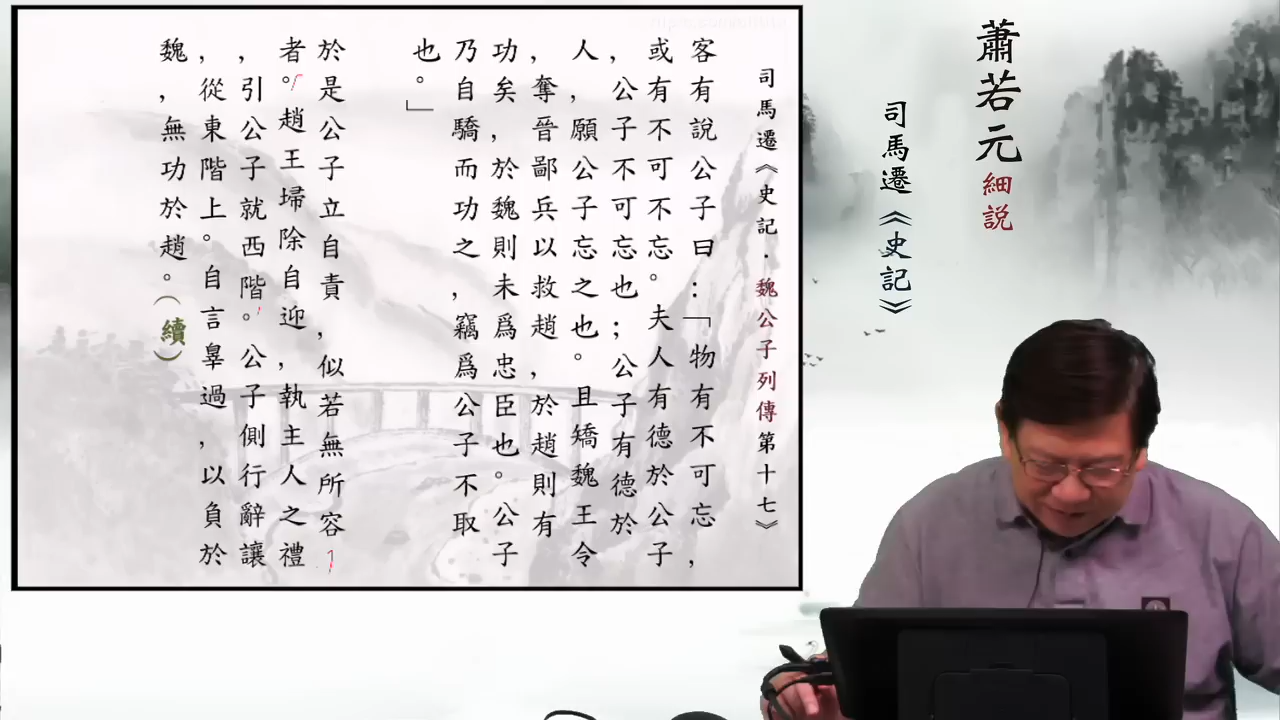 蕭若元細説
司馬遷《史記》
司馬遷《史記·魏公子列傳第十七》
客有說公子曰：「物有不可忘，
或有不可不忘。夫人有德於公子
，公子不可忘也；公子有德於
人，願公子忘之也。且矯魏王令
，奪晉鄙兵以救趙，於趙則有
功矣，於魏則未爲忠臣也。公子
乃自驕而功之，竊爲公子不取
也。」
於是公子立自責，似若無所容
者。趙王埽除自迎，執主人之禮
，引公子就西階。公子側行辭讓
，從東階上。自言辠過，以負於
魏，無功於趙。（續）